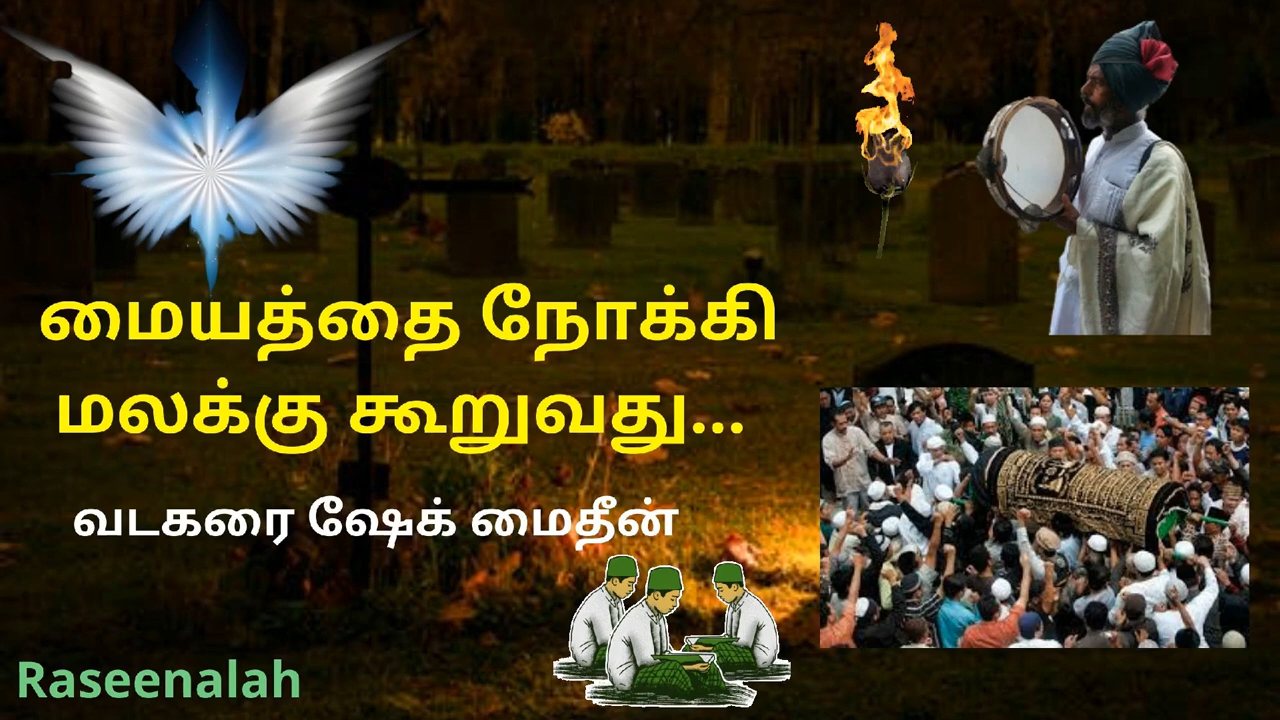 மையத்தை நோக்கி
மலக்கு கூறுவது...
வடகரை ஷேக் மைதீன்
Raseenalah